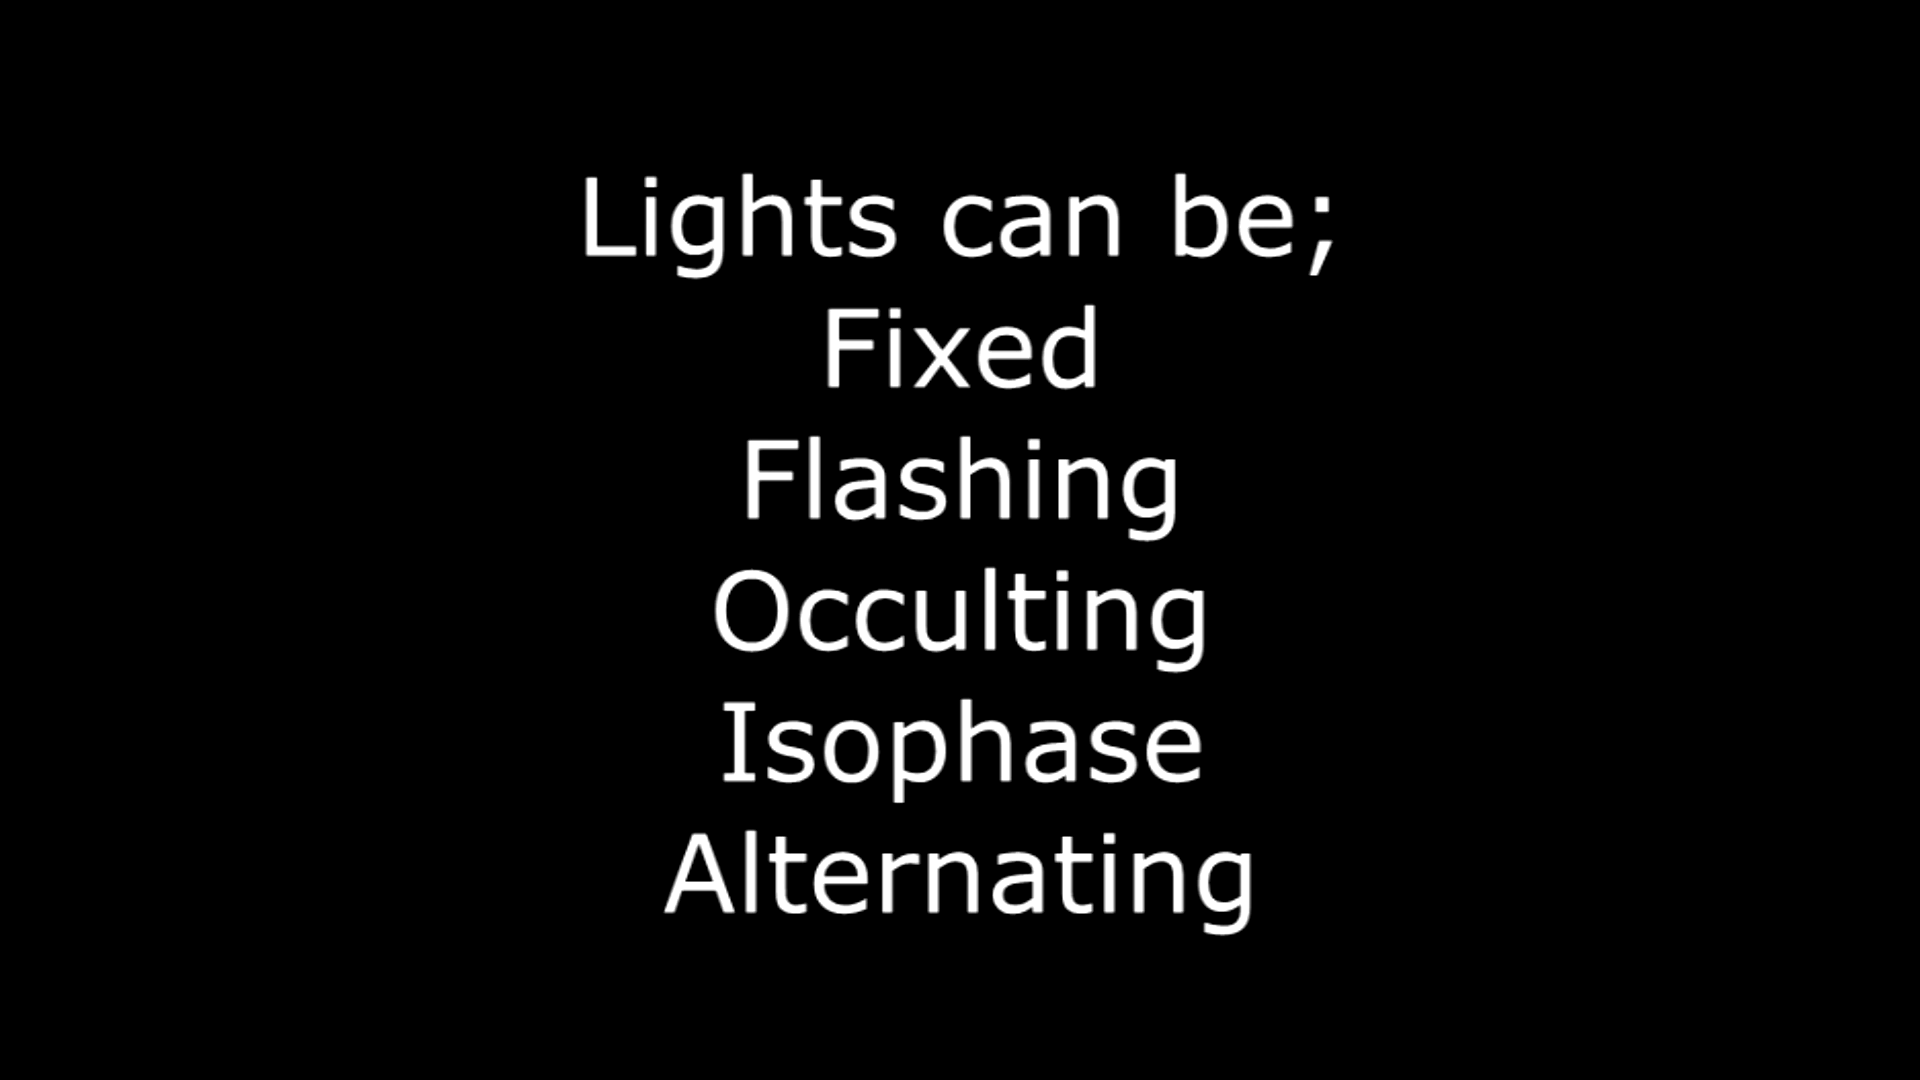 Lights can be;
Fixed
Flashing
Occulting
Isophase
Alternating